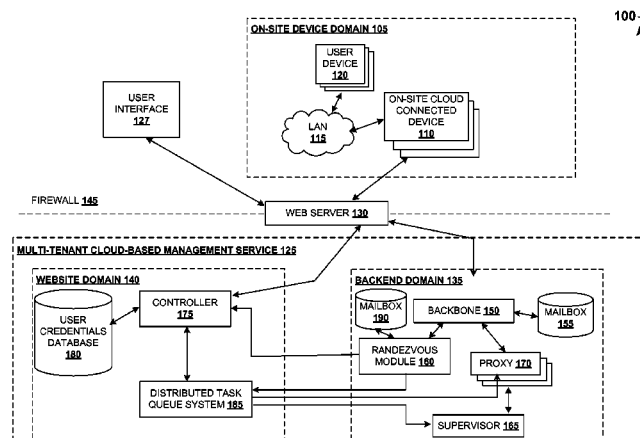 100
ON-SITE DEVICE DOMAIN 105
USER
DEVICE
120
USER
INTERFACE
127
ON-SITE CLOUD
CONNECTED
DEVICE
110
LAN
115
FIREWALL 145
WEB SERVER 130
MULTI-TENANT CLOUD-BASED MANAGEMENT SERVICE 125
WEBSITE DOMAIN 140
BACKEND DOMAIN 135
CONTROLLER
175
USER
CREDENTIALS
DATABASE
180
MAILBOX
190
BACKBONE 150
MAILBOX
155
RANDEZVOUS
MODULE 160
PROXY 170
DISTRIBUTED TASK
QUEUE SYSTEM 185
SUPERVISOR 165